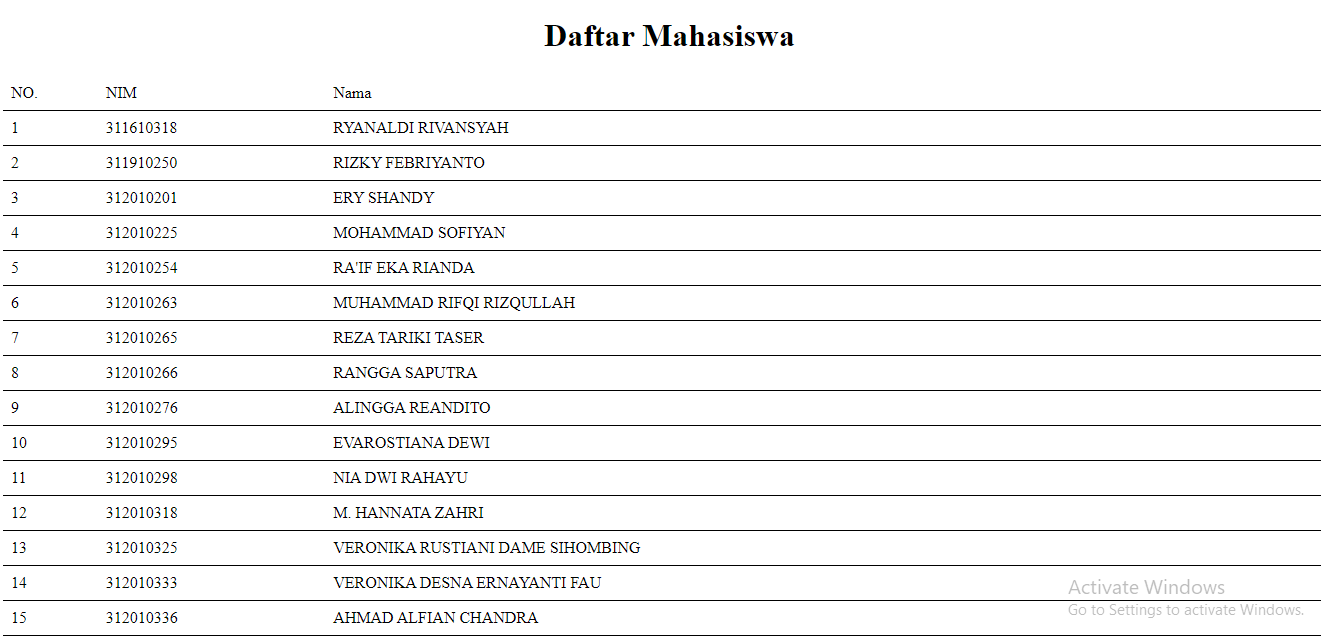 Daftar Mahasiswa
NO. NIM Nama
1 311610318 RYANALDI RIVANSYAH
2 311910250 RIZKY FEBRIYANTO
3 312010201 ERY SHANDY
4 312010225 MOHAMMAD SOFIYAN
5 312010254 RA'IF EKA RIANDA
6 312010263 MUHAMMAD RIFQI RIZQULLAH
7 312010265 REZA TARIKI TASER
8 312010266 RANGGA SAPUTRA
9 312010276 ALINGGA REANDITO
10 312010295 EVAROSTIANA DEWI
11 312010298 NIA DWI RAHAYU
12 312010318 M. HANNATA ZAHRI
13 312010325 VERONIKA RUSTIANI DAME SIHOMBING
14 312010333 VERONIKA DESNA ERNAYANTI FAU
15 312010336 AHMAD ALFIAN CHANDRA
Activate Windows
Go to Settings to activate Windows.